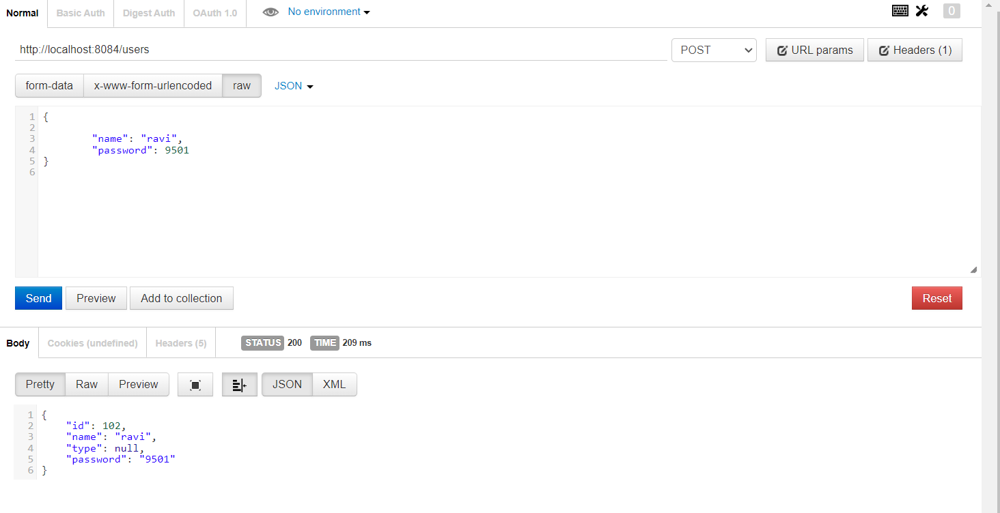 Normal Basic Auth Digest Auth OAuth 1.0 No environment 0
http://localhost:8084/users POST URL params Headers (1)
form-data x-www-form-urlencoded raw JSON
1 {
2
3 "name": "ravi",
4 "password": 9501
5 }
6
Send Preview Add to collection Reset
Body Cookies (undefined) Headers (5) STATUS 200 TIME 209 ms
Pretty Raw Preview JSON XML
1 {
2 "id": 102,
3 "name": "ravi",
4 "type": null,
5 "password": "9501"
6 }